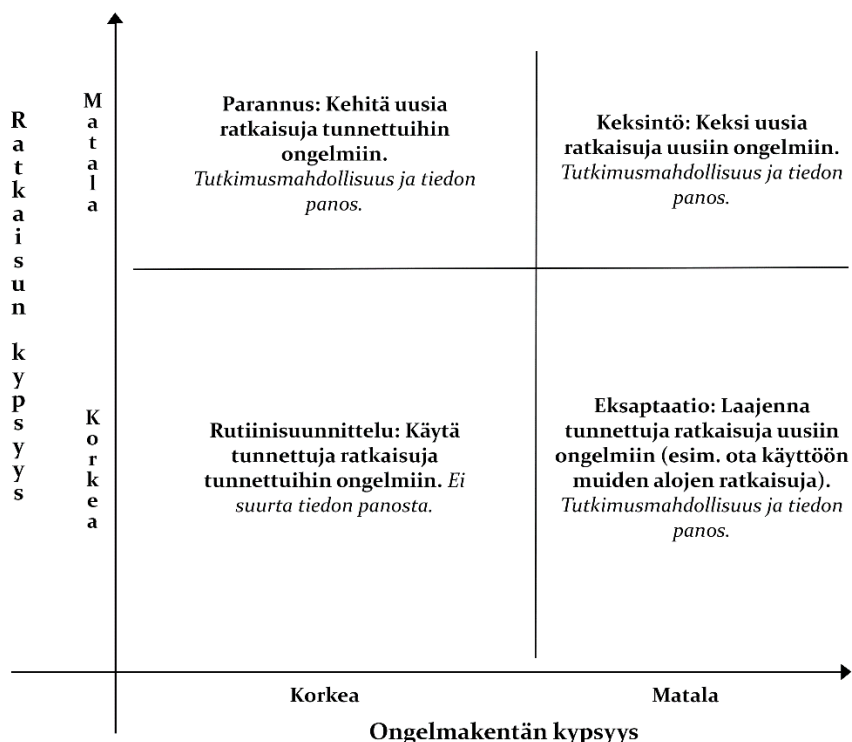 Ratkaisun kypsyys
Matala
Parannus: Kehitä uusia
ratkaisuja tunnettuihin
ongelmiin.
Tutkimusmahdollisuus ja tiedon
panos.
Keksintö: Keksi uusia
ratkaisuja uusiin ongelmiin.
Tutkimusmahdollisuus ja tiedon
panos.
Korkea
Rutiinisuunnittelu: Käytä
tunnettuja ratkaisuja
tunnettuihin ongelmiin. Ei
suurta tiedon panosta.
Eksaptaatio: Laajenna
tunnettuja ratkaisuja uusiin
ongelmiin (esim. ota käyttöön
muiden alojen ratkaisuja).
Tutkimusmahdollisuus ja tiedon
panos.
Korkea
Matala
Ongelmakentän kypsyys